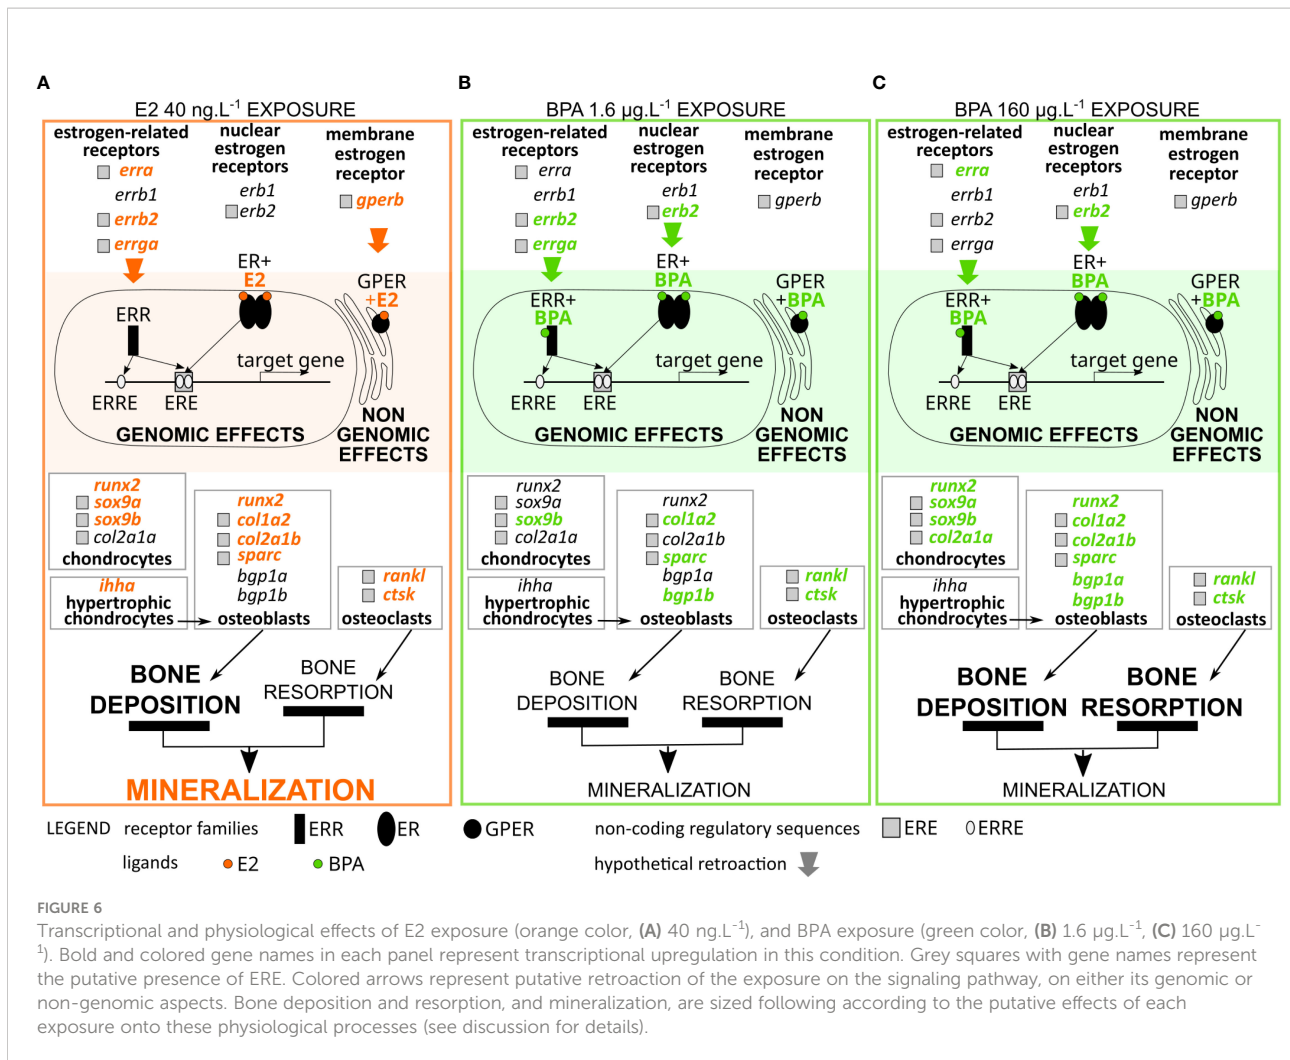 A
E2 40 ng.L-1 EXPOSURE
estrogen-related
receptors
erra
errb1
errb2
errga
nuclear
estrogen
receptors
erb1
erb2
membrane
estrogen
receptor
gperb
ER+
E2
GPER
+E2
ERR
target gene
ERRE
ERE
GENOMIC EFFECTS
NON
GENOMIC
EFFECTS
runx2
sox9a
sox9b
col2a1a
chondrocytes
ihha
hypertrophic
chondrocytes
runx2
col1a2
col2a1b
sparc
bgp1a
bgp1b
osteoblasts
rankl
ctsk
osteoclasts
BONE
DEPOSITION
BONE
RESORPTION
MINERALIZATION
B
BPA 1.6 µg.L-1 EXPOSURE
estrogen-related
receptors
erra
errb1
errb2
errga
nuclear
estrogen
receptors
erb1
erb2
membrane
estrogen
receptor
gperb
ER+
BPA
GPER
+BPA
ERR+
BPA
target gene
ERRE
ERE
GENOMIC EFFECTS
NON
GENOMIC
EFFECTS
runx2
sox9a
sox9b
col2a1a
chondrocytes
ihha
hypertrophic
chondrocytes
runx2
col1a2
col2a1b
sparc
bgp1a
bgp1b
osteoblasts
rankl
ctsk
osteoclasts
BONE
DEPOSITION
BONE
RESORPTION
MINERALIZATION
C
BPA 160 µg.L-1 EXPOSURE
estrogen-related
receptors
erra
errb1
errb2
errga
nuclear
estrogen
receptors
erb1
erb2
membrane
estrogen
receptor
gperb
ER+
BPA
GPER
+BPA
ERR+
BPA
target gene
ERRE
ERE
GENOMIC EFFECTS
NON
GENOMIC
EFFECTS
runx2
sox9a
sox9b
col2a1a
chondrocytes
ihha
hypertrophic
chondrocytes
runx2
col1a2
col2a1b
sparc
bgp1a
bgp1b
osteoblasts
rankl
ctsk
osteoclasts
BONE
DEPOSITION
BONE
RESORPTION
MINERALIZATION
LEGEND receptor families ERR ER GPER non-coding regulatory sequences ERE ERRE
ligands E2 BPA hypothetical retroaction
FIGURE 6
Transcriptional and physiological effects of E2 exposure (orange color, (A) 40 ng.L-1), and BPA exposure (green color, (B) 1.6 µg.L-1, (C) 160 µg.L-
1). Bold and colored gene names in each panel represent transcriptional upregulation in this condition. Grey squares with gene names represent
the putative presence of ERE. Colored arrows represent putative retroaction of the exposure on the signaling pathway, on either its genomic or
non-genomic aspects. Bone deposition and resorption, and mineralization, are sized following according to the putative effects of each
exposure onto these physiological processes (see discussion for details).